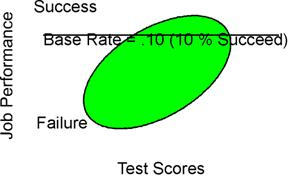 Success
Base Rate = .10 (10 % Succeed)
Job Performance
Failure
Test Scores